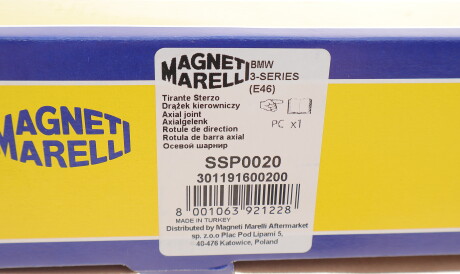 MAGNETI
MARELLI
MAGNETI
MARELLI
BMW
3-SERIES
(E46)
Tirante Sterzo
Drążek kierowniczy
Axial joint
Axialgelenk
Rotule de direction
Rotula de barra axial
Осевой шарнир
PC x1
SSP0020
301191600200
8 001063 921228
MADE IN TURKEY
Distributed by Magneti Marelli Aftermarket
sp. z.o.o Plac Pod Lipami 5,
40-476 Katowice, Poland